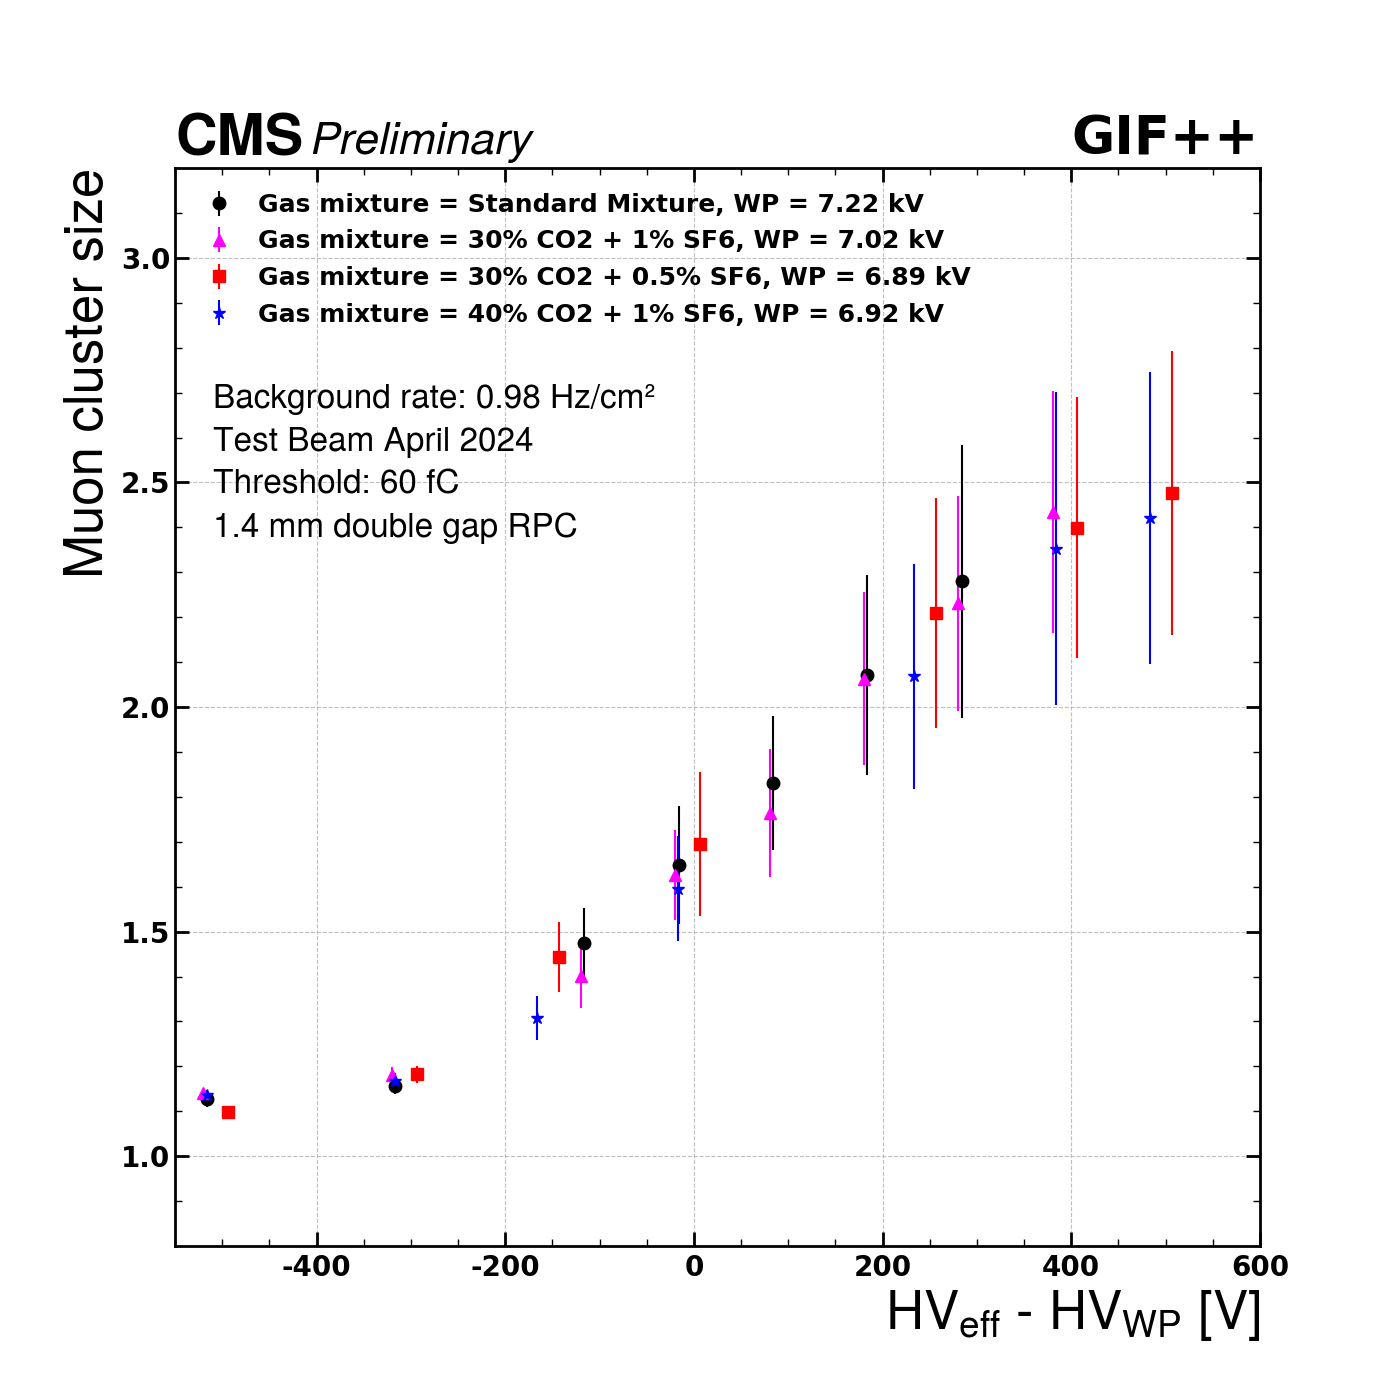 CMS Preliminary GIF++
Muon cluster size
Gas mixture = Standard Mixture, WP = 7.22 kV
Gas mixture = 30% CO2 + 1% SF6, WP = 7.02 kV
Gas mixture = 30% CO2 + 0.5% SF6, WP = 6.89 kV
Gas mixture = 40% CO2 + 1% SF6, WP = 6.92 kV
Background rate: 0.98 Hz/cm²
Test Beam April 2024
Threshold: 60 fC
1.4 mm double gap RPC
3.0
2.5
2.0
1.5
1.0
-400 -200 0 200 400 600
HV_eff - HV_WP [V]